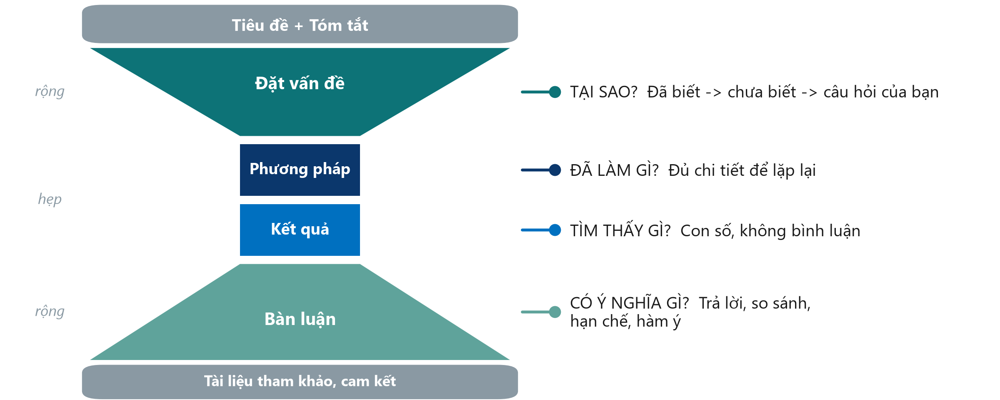 Tiêu đề + Tóm tắt
Đặt vấn đề
rộng
TẠI SAO?  Đã biết -> chưa biết -> câu hỏi của bạn
Phương pháp
ĐÃ LÀM GÌ?  Đủ chi tiết để lặp lại
hẹp
Kết quả
TÌM THẤY GÌ?  Con số, không bình luận
rộng
Bàn luận
CÓ Ý NGHĨA GÌ?  Trả lời, so sánh,
hạn chế, hàm ý
Tài liệu tham khảo, cam kết